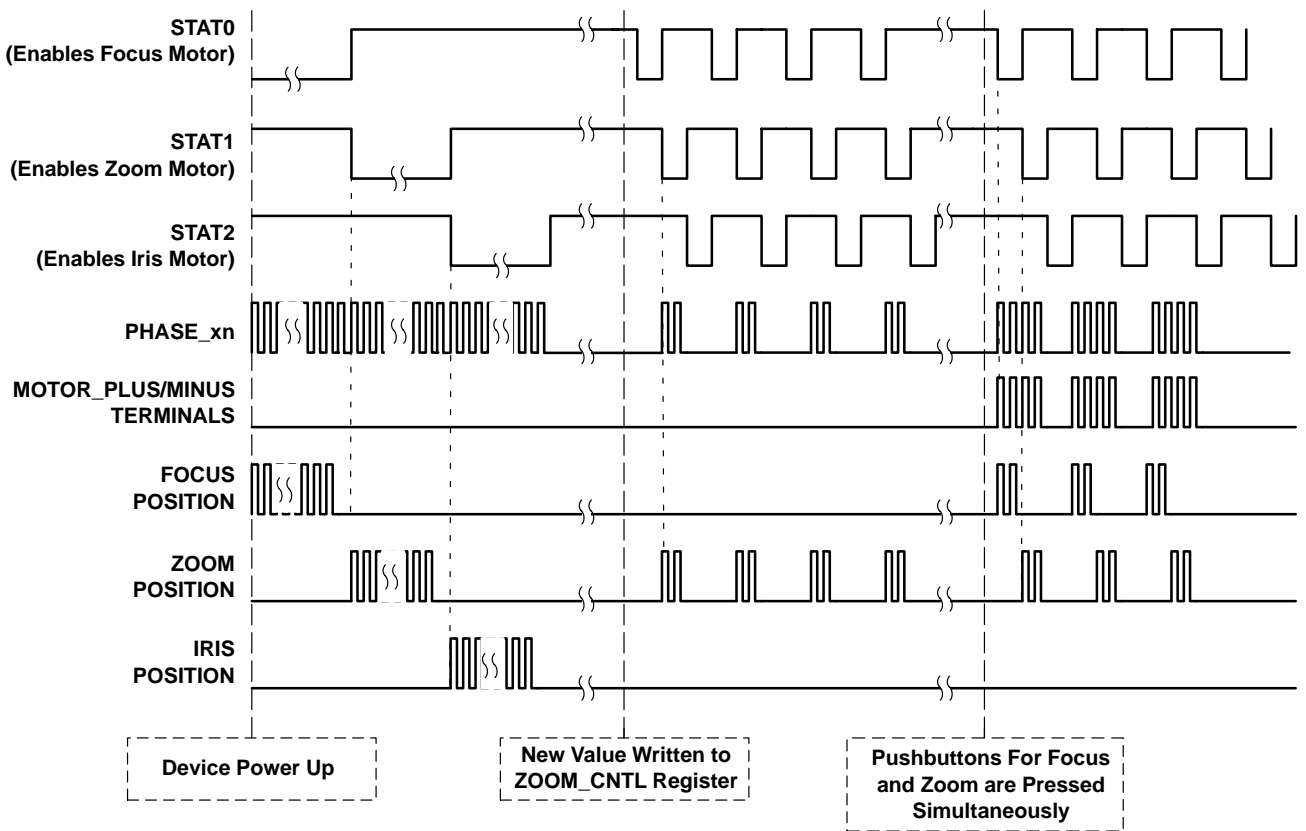 STAT0
(Enables Focus Motor)
STAT1
(Enables Zoom Motor)
STAT2
(Enables Iris Motor)
PHASE_xn
MOTOR_PLUS/MINUS
TERMINALS
FOCUS
POSITION
ZOOM
POSITION
IRIS
POSITION
Device Power Up
New Value Written to
ZOOM_CNTL Register
Pushbuttons For Focus
and Zoom are Pressed
Simultaneously